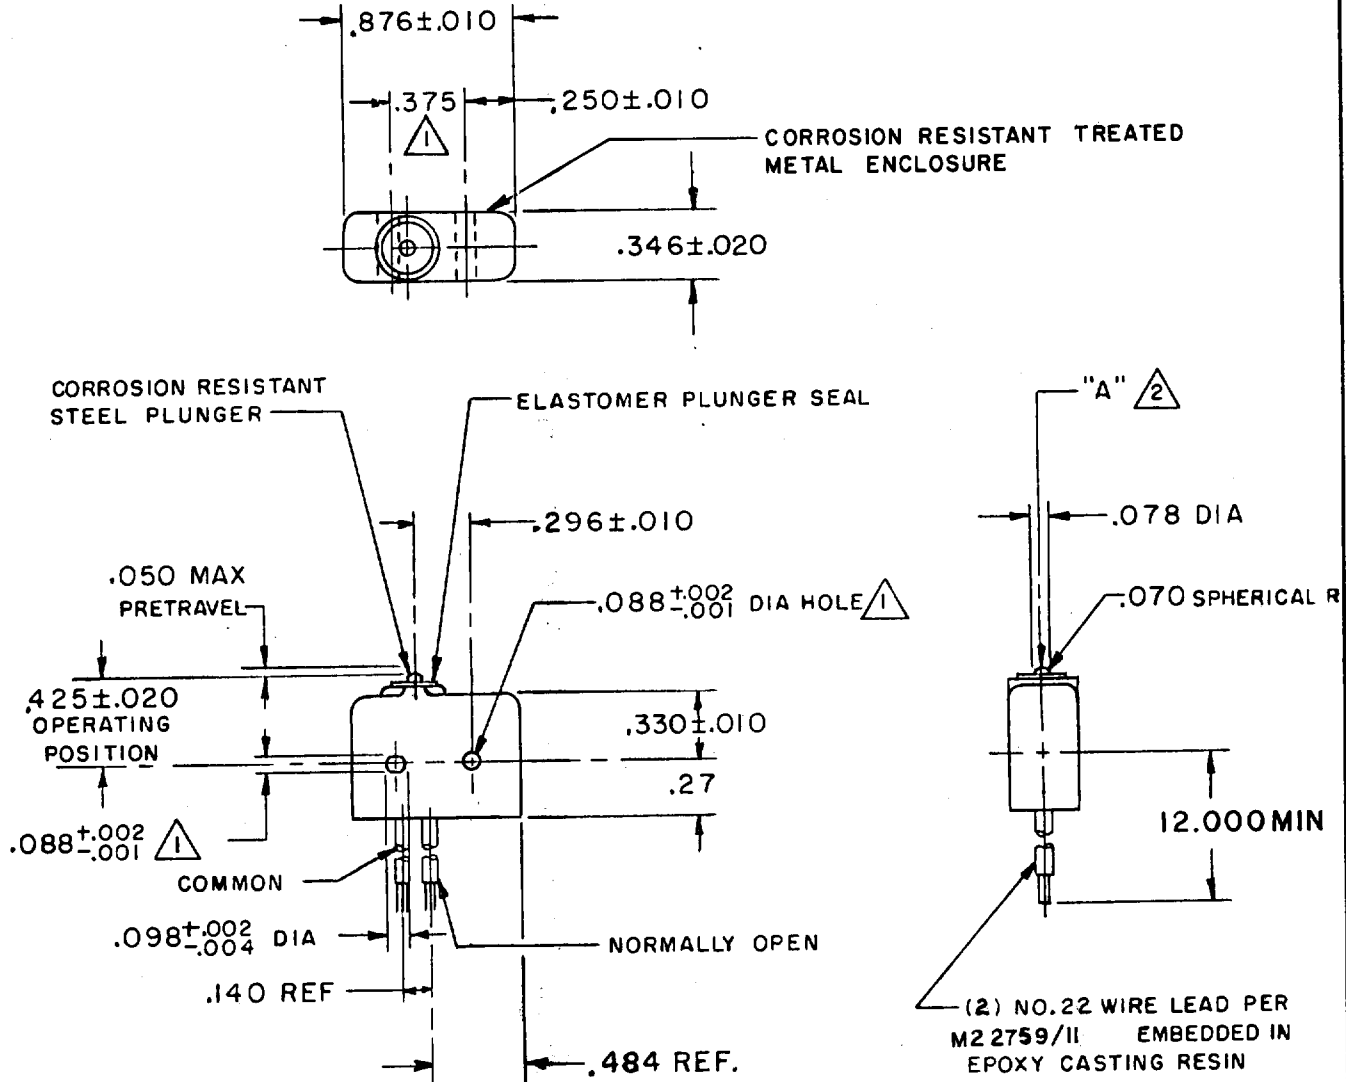 .876±.010
.375
.250±.010
1
CORROSION RESISTANT TREATED
METAL ENCLOSURE
.346±.020
CORROSION RESISTANT
STEEL PLUNGER
ELASTOMER PLUNGER SEAL
"A" 2
.296±.010
.078 DIA
.050 MAX
PRETRAVEL
.088 +.002 -.001 DIA HOLE 1
.070 SPHERICAL R
.425±.020
OPERATING
POSITION
.330±.010
.27
.088 +.002 -.001 1
12.000 MIN
COMMON
.098 +.002 -.004 DIA
NORMALLY OPEN
.140 REF
(2) NO.22 WIRE LEAD PER
M22759/11 EMBEDDED IN
EPOXY CASTING RESIN
.484 REF.